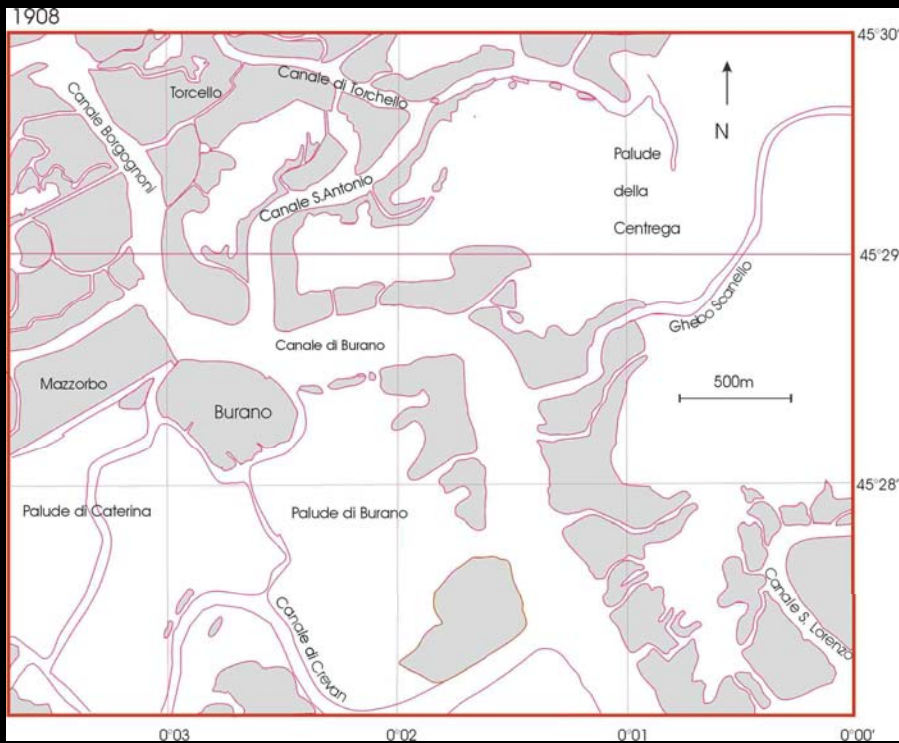 1908
45°30'
Canale di Torchello
Torcello
Canale Borgognoni
N
Palude
della
Centrega
Canale S.Antonio
45°29'
Ghebo Scanello
Canale di Burano
Mazzorbo
Burano
500m
45°28'
Palude di Caterina
Palude di Burano
Canale di Crevan
Canale S. Lorenzo
0°03
0°02
0°01
0°00'